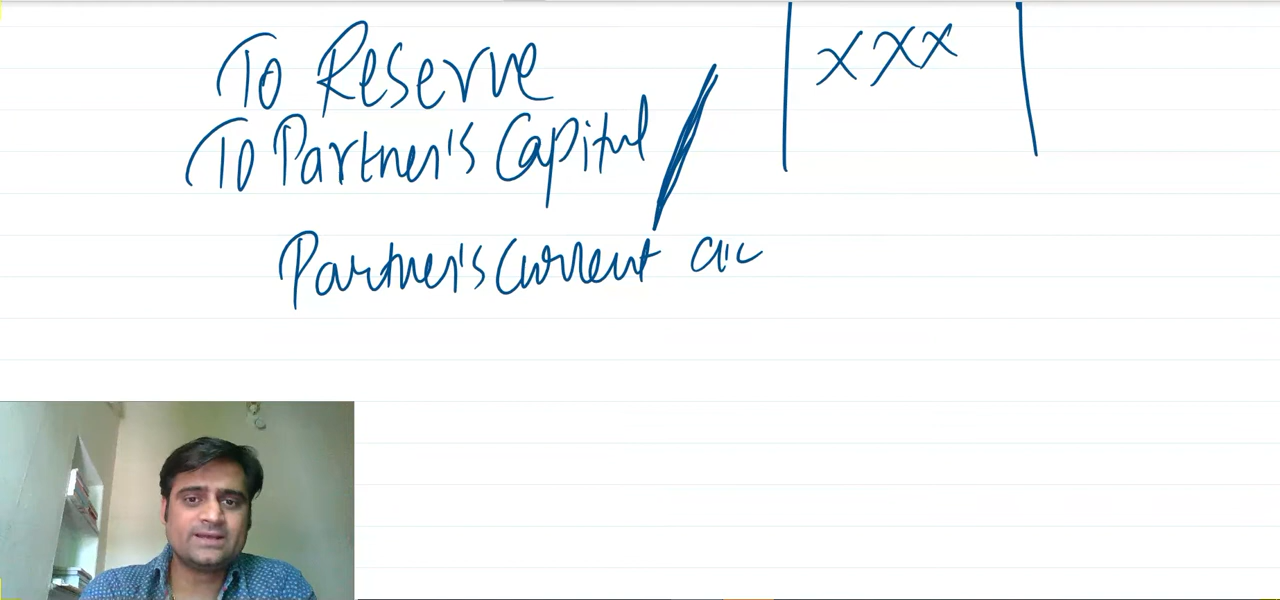 To Reserve xxx
To Partner's Capital /
Partner's Current a/c